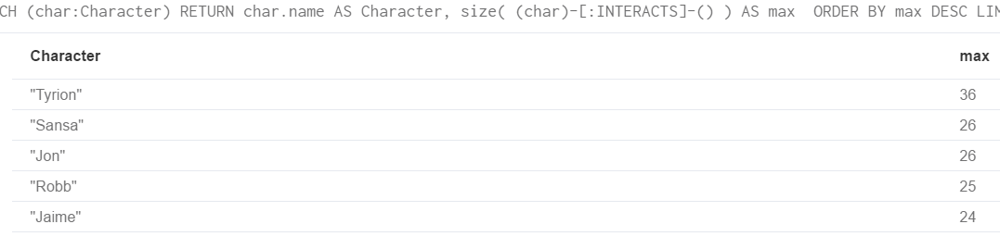 CH (char:Character) RETURN char.name AS Character, size( (char)-[:INTERACTS]-() ) AS max  ORDER BY max DESC LIM
Character max
"Tyrion" 36
"Sansa" 26
"Jon" 26
"Robb" 25
"Jaime" 24